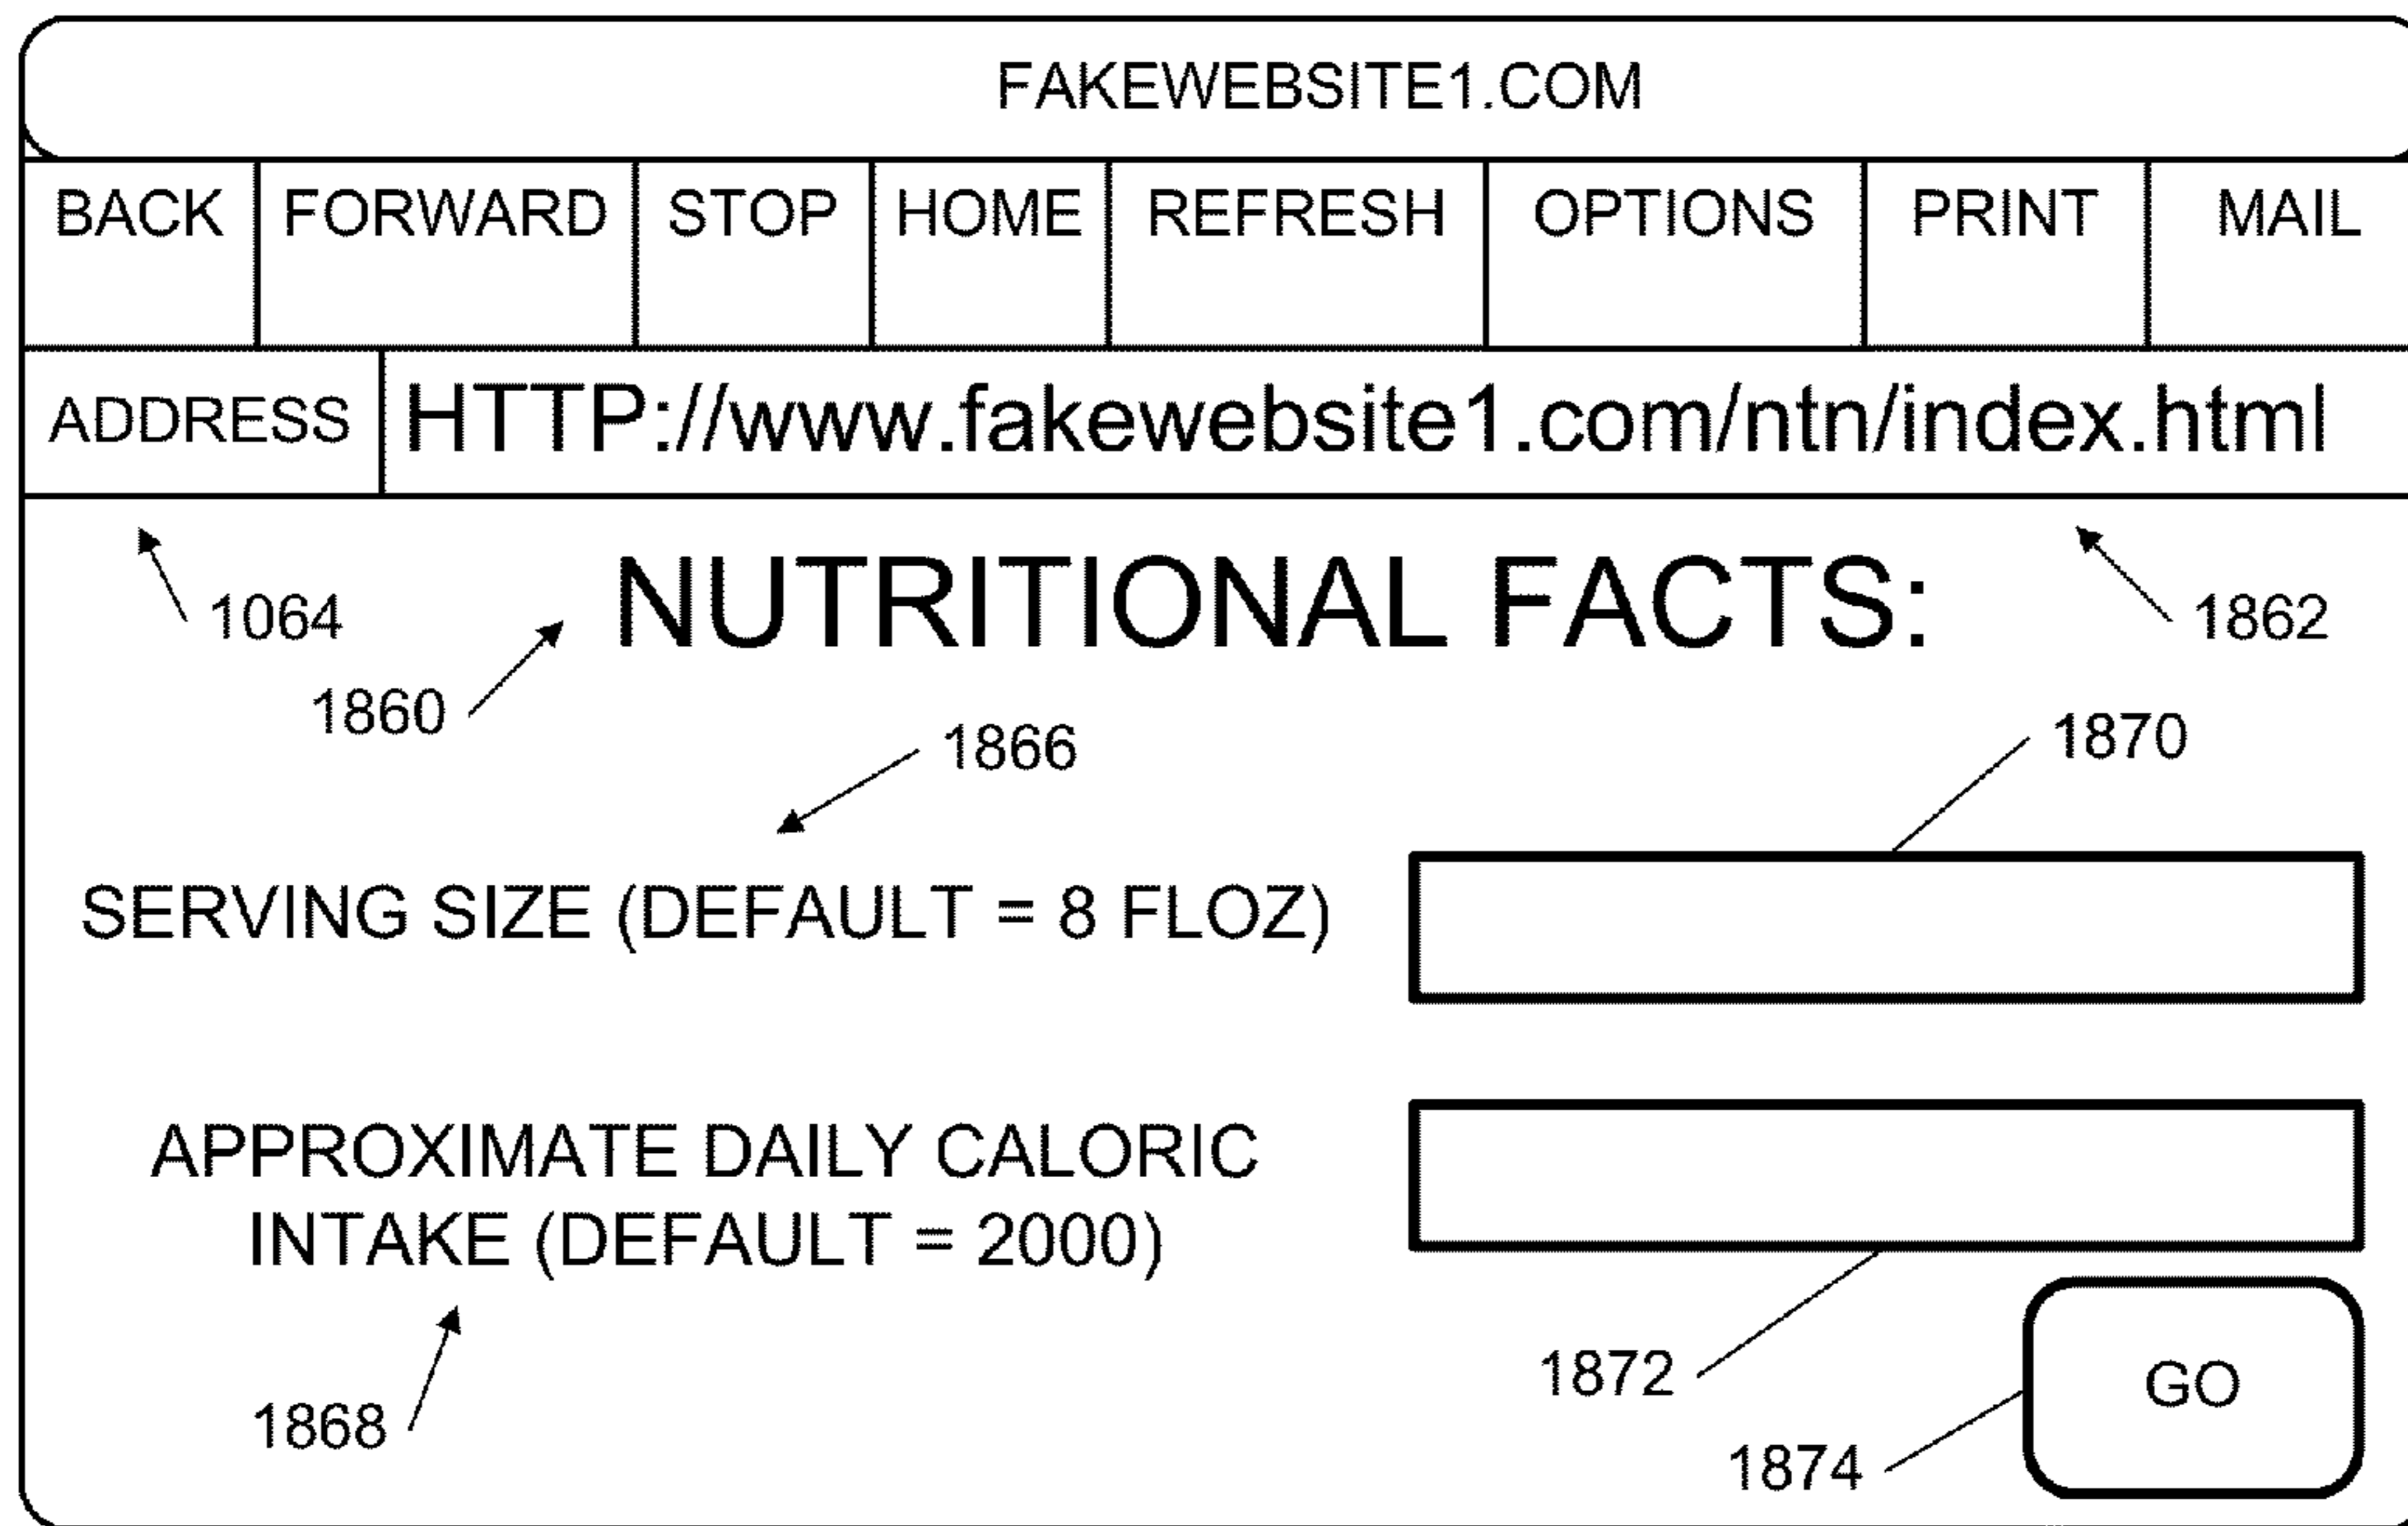 FAKEWEBSITE1.COM
BACK FORWARD STOP HOME REFRESH OPTIONS PRINT MAIL
ADDRESS HTTP://www.fakewebsite1.com/ntn/index.html
NUTRITIONAL FACTS:
1064
1862
1860
1866
1870
SERVING SIZE (DEFAULT = 8 FLOZ)
APPROXIMATE DAILY CALORIC
INTAKE (DEFAULT = 2000)
1872
GO
1868
1874